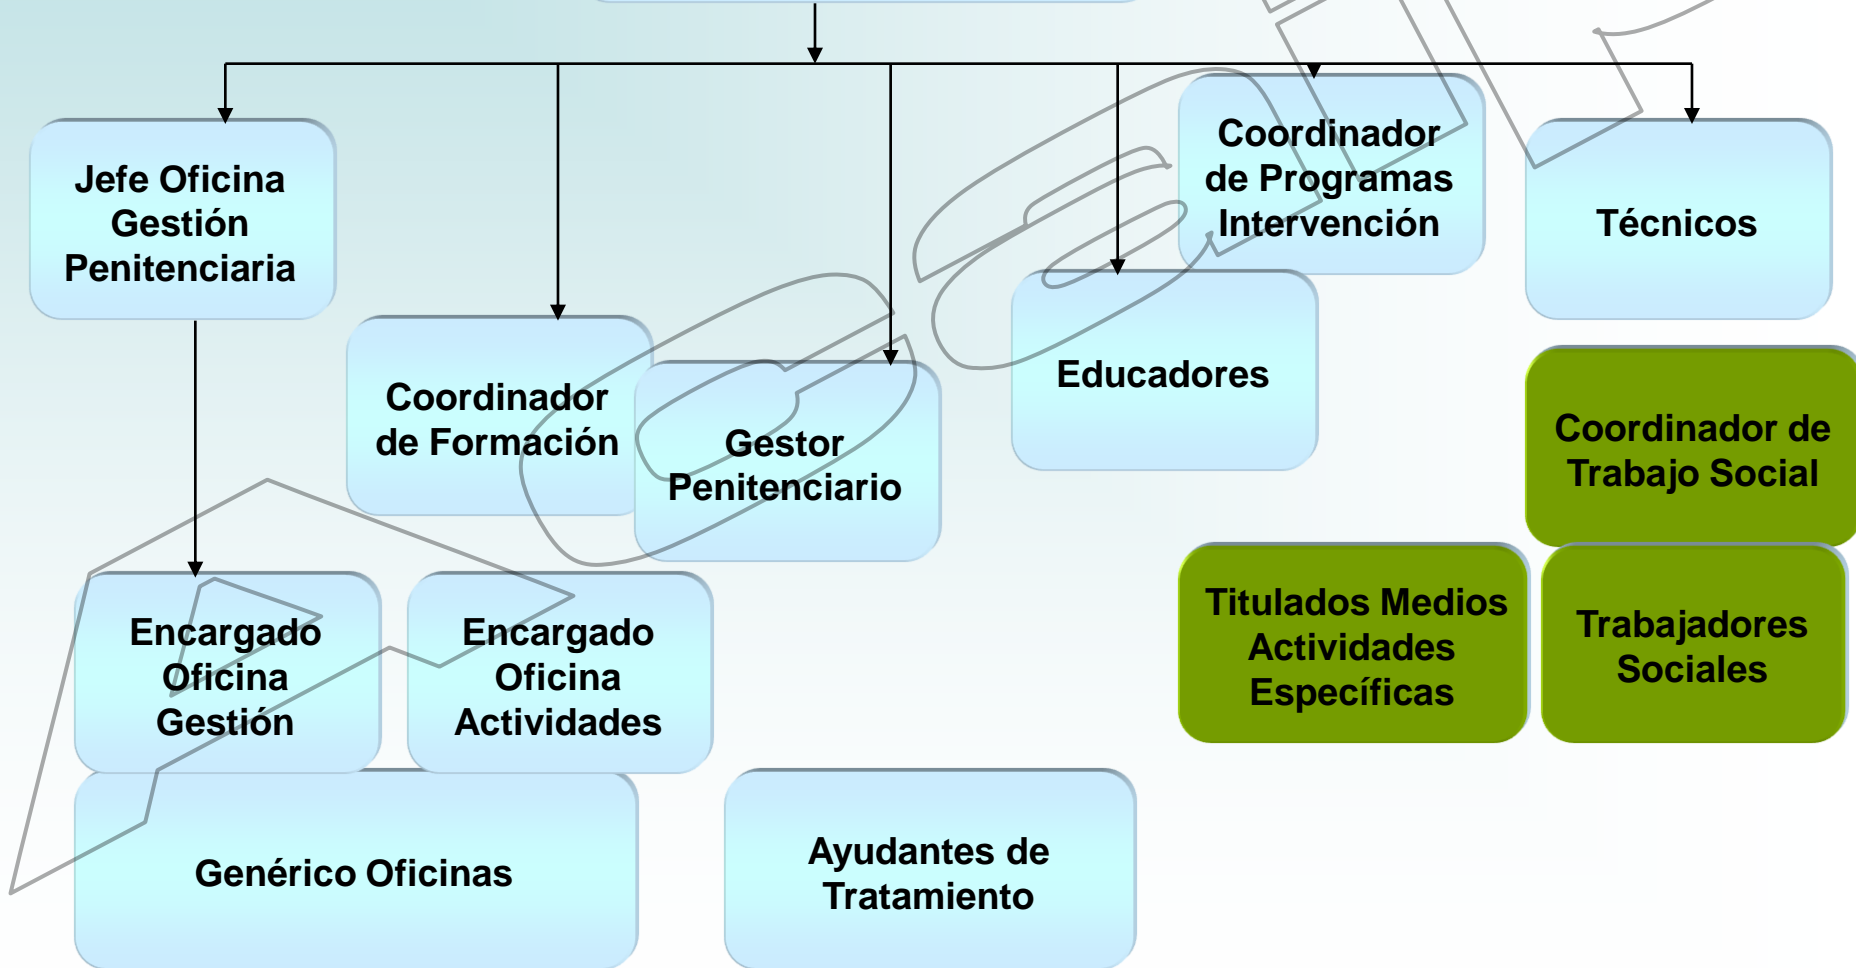 Jefe Oficina
Gestión
Penitenciaria
Coordinador
de Formación
Gestor
Penitenciario
Educadores
Coordinador
de Programas
Intervención
Técnicos
Coordinador de
Trabajo Social
Titulados Medios
Actividades
Específicas
Trabajadores
Sociales
Encargado
Oficina
Gestión
Encargado
Oficina
Actividades
Genérico Oficinas
Ayudantes de
Tratamiento